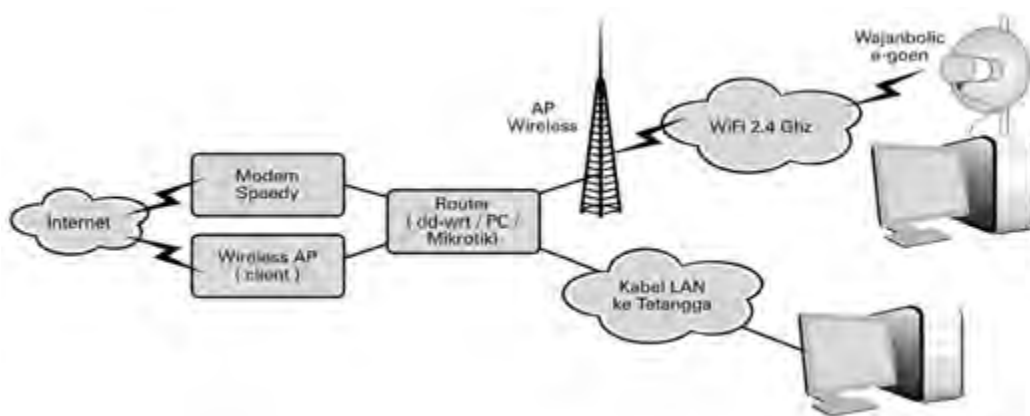 Internet
Modem
Speedy
Wireless AP
( client )
Router
( dd-wrt / PC /
Mikrotik)
AP
Wireless
WiFi 2.4 Ghz
Wajanbolic
e-goen
Kabel LAN
ke Tetangga